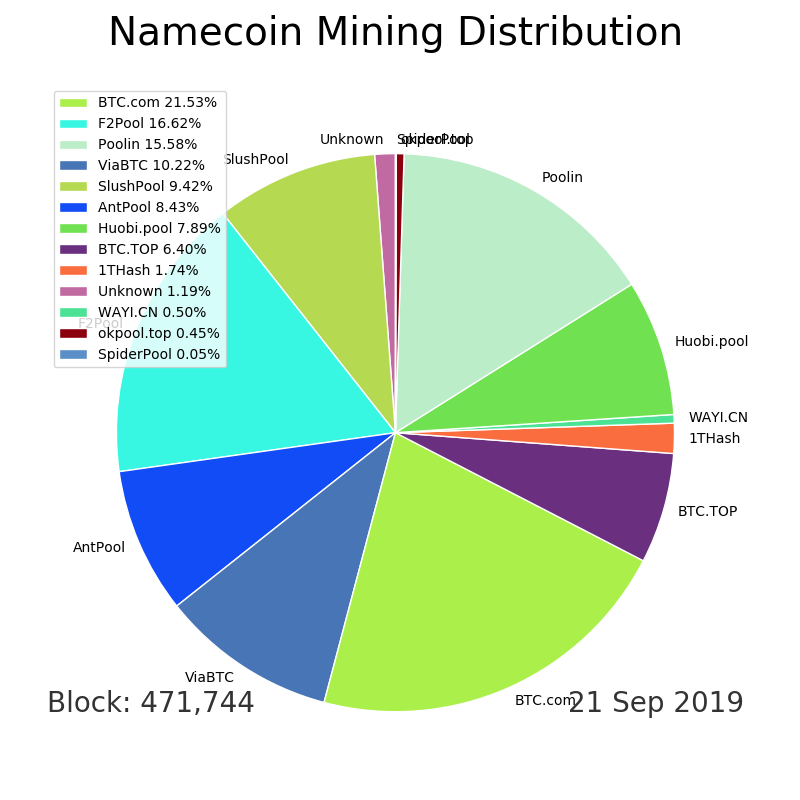 Namecoin Mining Distribution
BTC.com 21.53%
F2Pool 16.62%
Poolin 15.58%
ViaBTC 10.22%
SlushPool 9.42%
AntPool 8.43%
Huobi.pool 7.89%
BTC.TOP 6.40%
1THash 1.74%
Unknown 1.19%
WAYI.CN 0.50%
okpool.top 0.45%
SpiderPool 0.05%
Unknown
SpiderPool
okpool.top
SlushPool
Poolin
F2Pool
Huobi.pool
WAYI.CN
1THash
BTC.TOP
AntPool
ViaBTC
BTC.com
Block: 471,744
21 Sep 2019